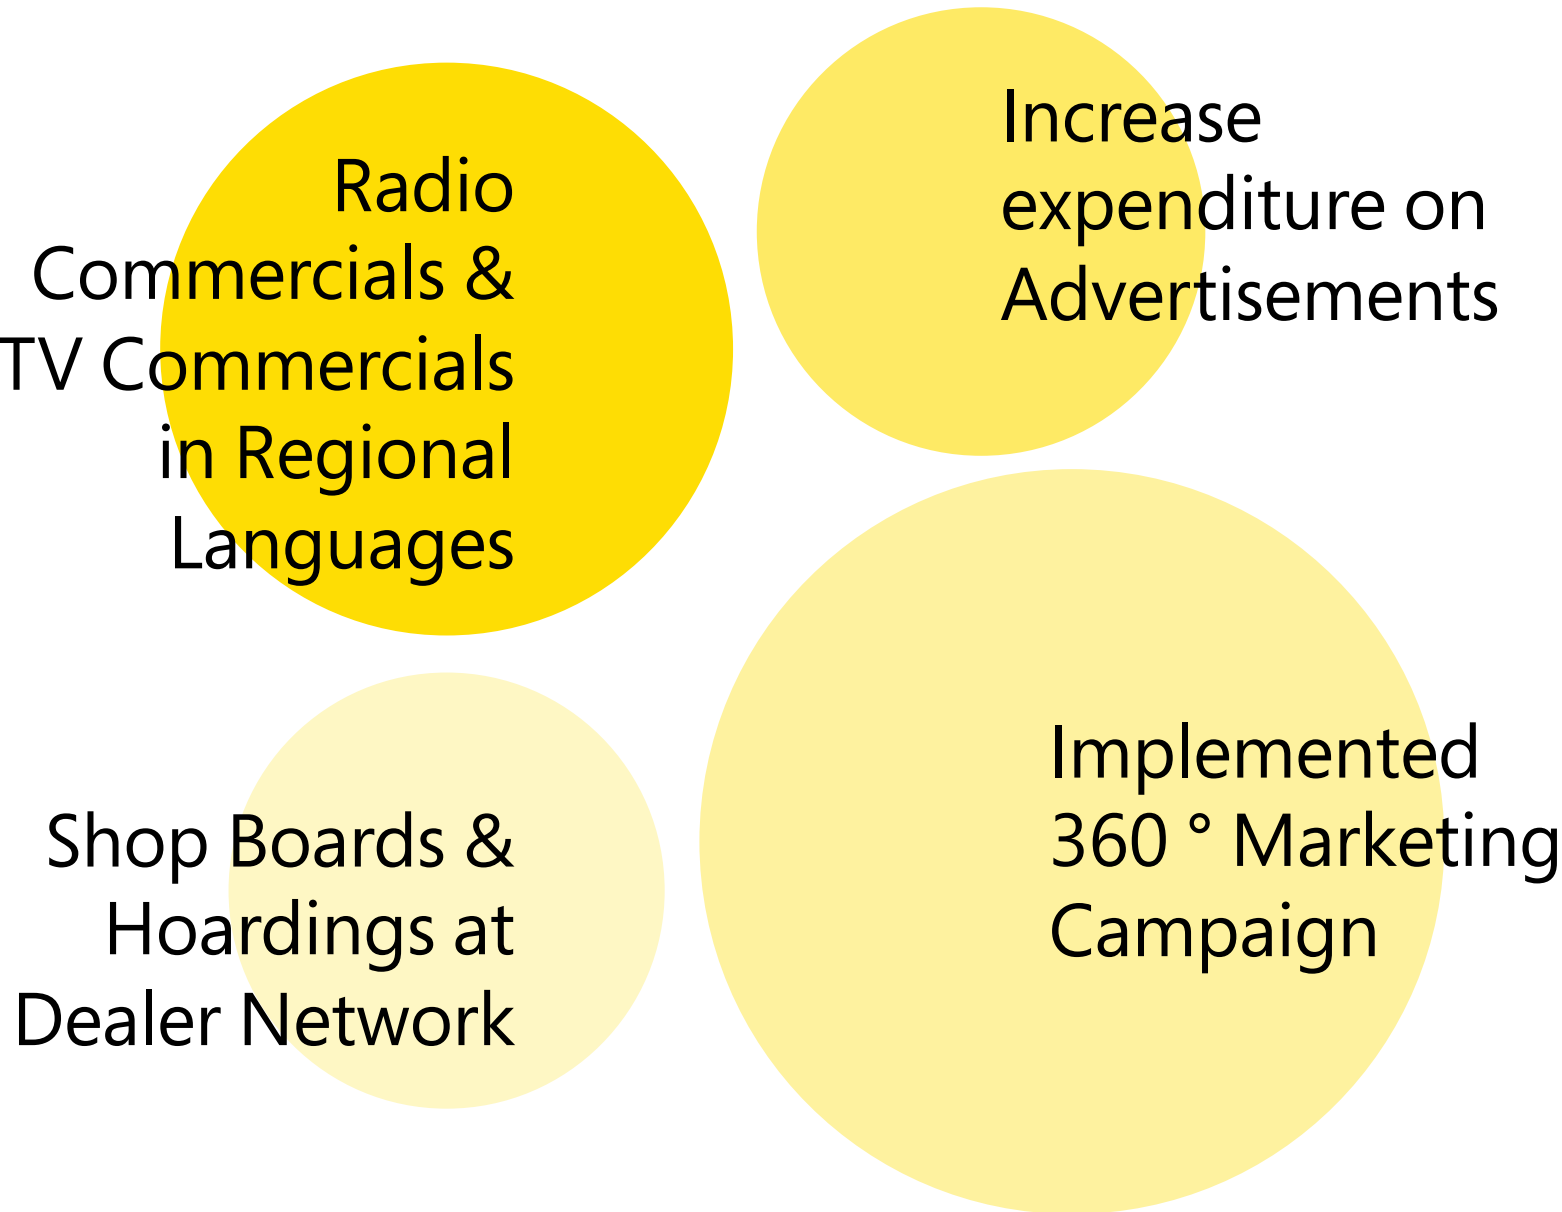 Radio
Commercials &
TV Commercials
in Regional
Languages
Increase
expenditure on
Advertisements
Shop Boards &
Hoardings at
Dealer Network
Implemented
360 ° Marketing
Campaign